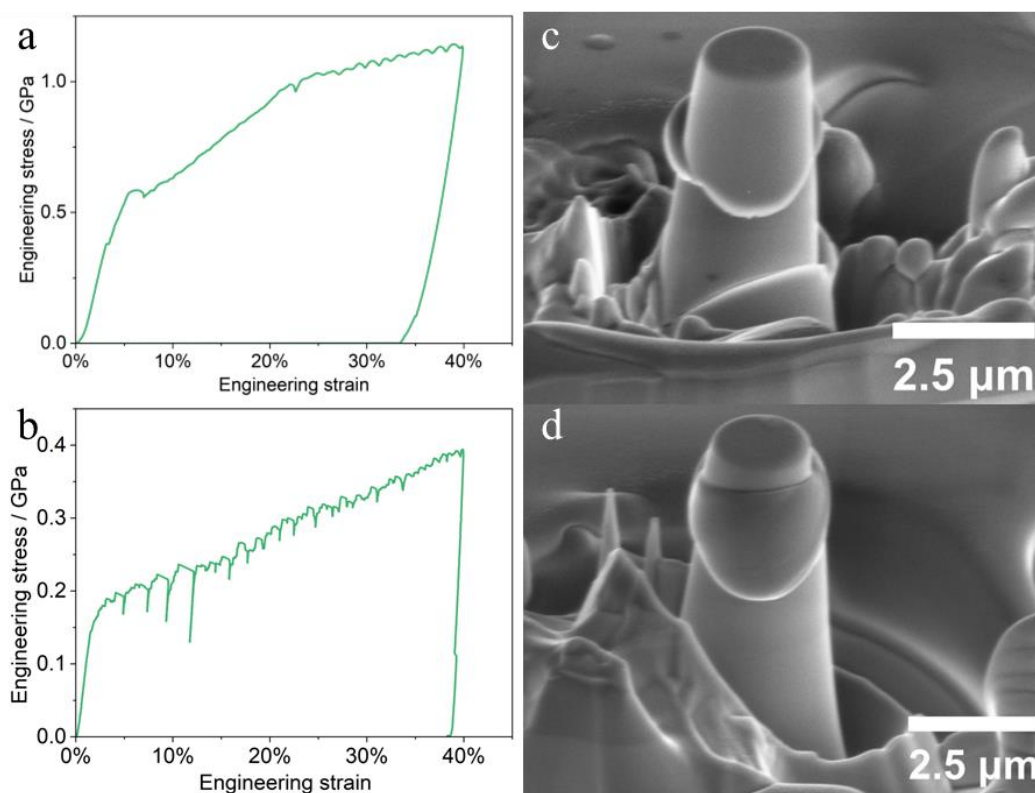 a
Engineering stress / GPa
1.0
0.5
0.0
0% 10% 20% 30% 40%
Engineering strain
c
2.5 μm
b
Engineering stress / GPa
0.4
0.3
0.2
0.1
0.0
0% 10% 20% 30% 40%
Engineering strain
d
2.5 μm